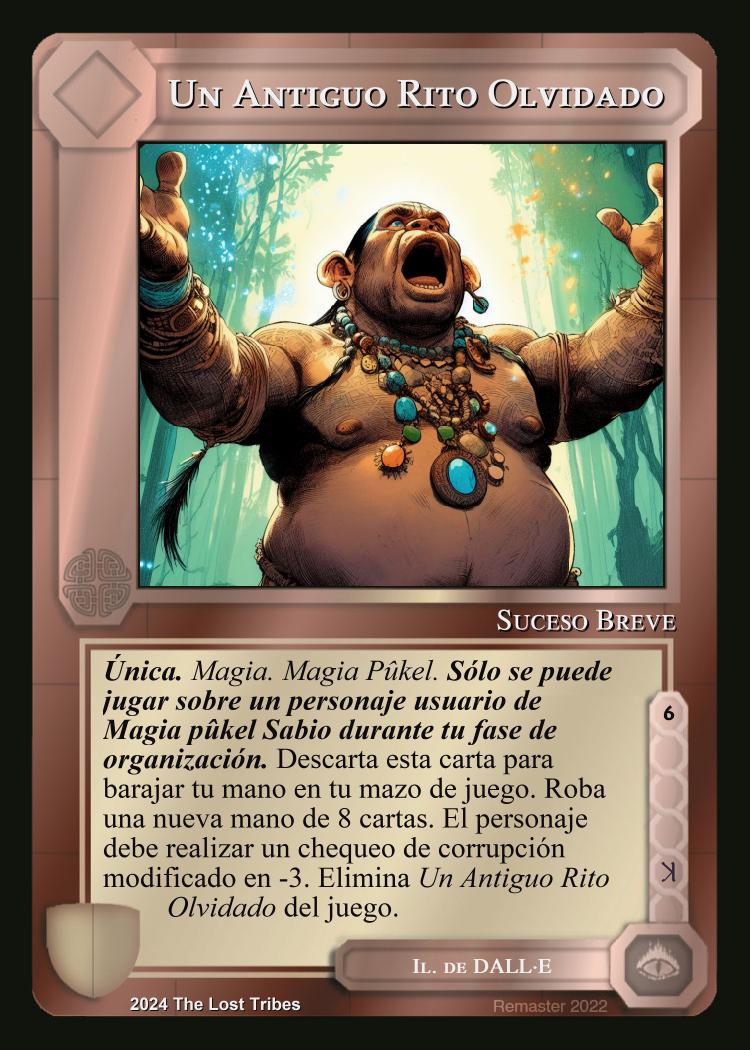 Un Antiguo Rito Olvidado
Suceso Breve
Única. Magia. Magia Pûkel. Sólo se puede
jugar sobre un personaje usuario de
Magia pûkel Sabio durante tu fase de
organización. Descarta esta carta para
barajar tu mano en tu mazo de juego. Roba
una nueva mano de 8 cartas. El personaje
debe realizar un chequeo de corrupción
modificado en -3. Elimina Un Antiguo Rito
Olvidado del juego.
6
Il. de DALL·E
2024 The Lost Tribes
Remaster 2022